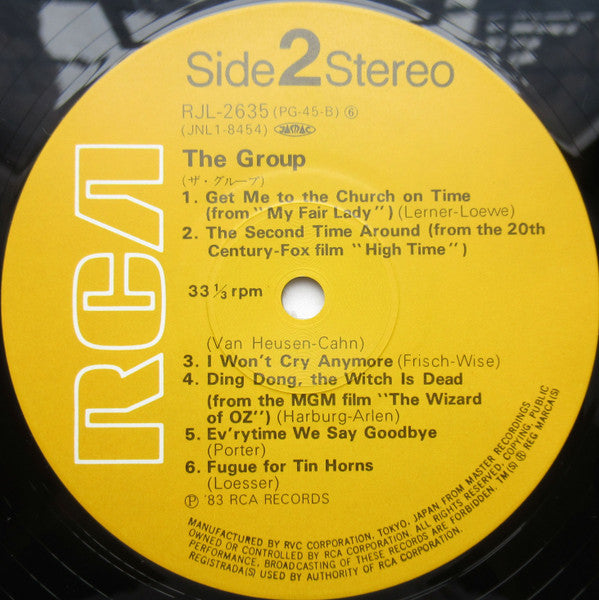 Side 2 Stereo
RJL-2635 (PG-45-B) ⑥
(JNL1-8454) JASRAC
The Group
(ザ・グループ)
1. Get Me to the Church on Time
(from "My Fair Lady") (Lerner-Loewe)
2. The Second Time Around (from the 20th
Century-Fox film "High Time")
33 1/3 rpm
(Van Heusen-Cahn)
3. I Won't Cry Anymore (Frisch-Wise)
4. Ding Dong, the Witch Is Dead
(from the MGM film "The Wizard
of OZ") (Harburg-Arlen)
5. Ev'rytime We Say Goodbye
(Porter)
6. Fugue for Tin Horns
(Loesser)
Ⓟ '83 RCA RECORDS
RCA
MANUFACTURED BY RVC CORPORATION, TOKYO, JAPAN FROM MASTER RECORDINGS
OWNED OR CONTROLLED BY RCA CORPORATION. ALL RIGHTS RESERVED. COPYING, PUBLIC
PERFORMANCE, BROADCASTING OF THESE RECORDS ARE FORBIDDEN. TM(S) ® REG MARCA(S)
REGISTRADA(S) USED BY AUTHORITY OF RCA CORPORATION.